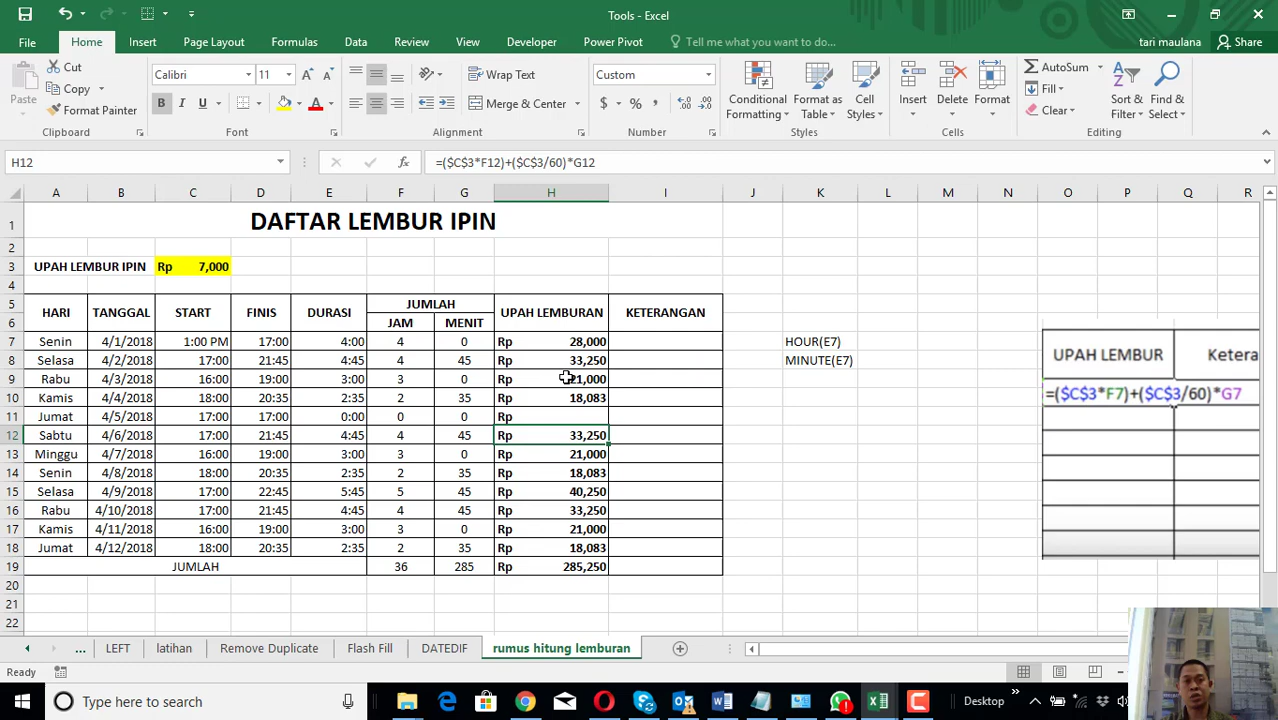 Tools - Excel
tari maulana
Share
File Home Insert Page Layout Formulas Data Review View Developer Power Pivot Tell me what you want to do...
Paste
Cut
Copy
Format Painter
Clipboard
Calibri 11
B I U
Font
Wrap Text
Merge & Center
Alignment
Custom
$ % ,
Number
Conditional Formatting
Format as Table
Cell Styles
Styles
Insert
Delete
Format
Cells
AutoSum
Fill
Clear
Sort & Filter
Find & Select
Editing
H12 fx =($C$3*F12)+($C$3/60)*G12
A B C D E F G H I J K L M N O P Q R
1 DAFTAR LEMBUR IPIN
2
3 UPAH LEMBUR IPIN Rp 7,000
4
5 HARI TANGGAL START FINIS DURASI JUMLAH UPAH LEMBURAN KETERANGAN
6 JAM MENIT
7 Senin 4/1/2018 1:00 PM 17:00 4:00 4 0 Rp 28,000 HOUR(E7)
8 Selasa 4/2/2018 17:00 21:45 4:45 4 45 Rp 33,250 MINUTE(E7)
9 Rabu 4/3/2018 16:00 19:00 3:00 3 0 Rp 21,000
10 Kamis 4/4/2018 18:00 20:35 2:35 2 35 Rp 18,083
11 Jumat 4/5/2018 17:00 17:00 0:00 0 0 Rp
12 Sabtu 4/6/2018 17:00 21:45 4:45 4 45 Rp 33,250
13 Minggu 4/7/2018 16:00 19:00 3:00 3 0 Rp 21,000
14 Senin 4/8/2018 18:00 20:35 2:35 2 35 Rp 18,083
15 Selasa 4/9/2018 17:00 22:45 5:45 5 45 Rp 40,250
16 Rabu 4/10/2018 17:00 21:45 4:45 4 45 Rp 33,250
17 Kamis 4/11/2018 16:00 19:00 3:00 3 0 Rp 21,000
18 Jumat 4/12/2018 18:00 20:35 2:35 2 35 Rp 18,083
19 JUMLAH 36 285 Rp 285,250
20
21
22
UPAH LEMBUR Ketera
=($C$3*F7)+($C$3/60)*G7
... LEFT latihan Remove Duplicate Flash Fill DATEDIF rumus hitung lemburan
Ready
Type here to search
Desktop